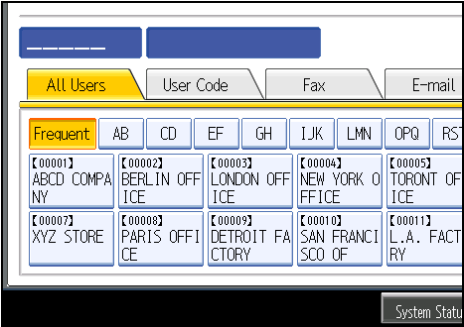 _____
All Users User Code Fax E-mail
Frequent AB CD EF GH IJK LMN OPQ RST
【00001】 【00002】 【00003】 【00004】 【00005】
ABCD COMPA BERLIN OFF LONDON OFF NEW YORK O TORONT OF
NY ICE ICE FFICE ICE
【00007】 【00008】 【00009】 【00010】 【00011】
XYZ STORE PARIS OFFI DETROIT FA SAN FRANCI L.A. FACT
CE CTORY SCO OF RY
System Statu